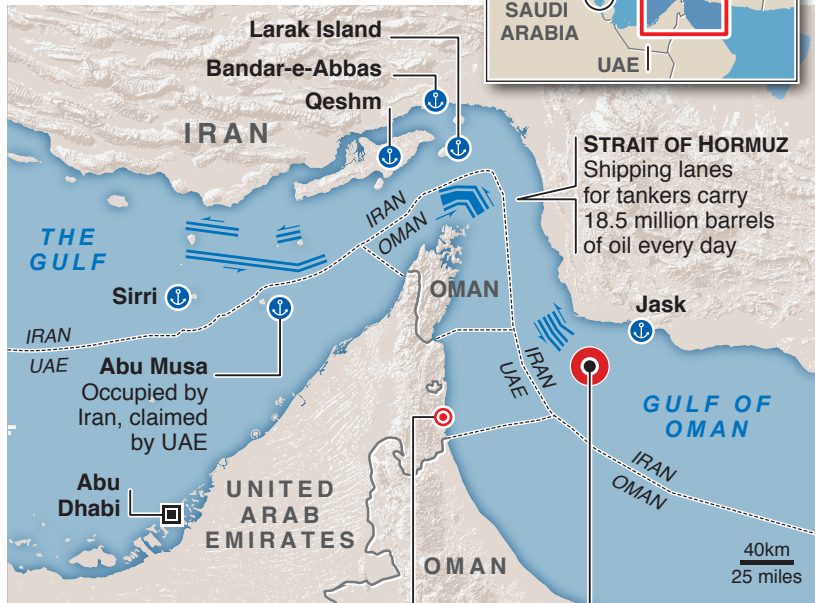 SAUDI
ARABIA
UAE
Larak Island
Bandar-e-Abbas
Qeshm
IRAN
STRAIT OF HORMUZ
Shipping lanes
for tankers carry
18.5 million barrels
of oil every day
IRAN
OMAN
THE
GULF
OMAN
Sirri
Jask
IRAN
UAE
IRAN
UAE
Abu Musa
Occupied by
Iran, claimed
by UAE
GULF OF
OMAN
IRAN
OMAN
Abu
Dhabi
UNITED
ARAB
EMIRATES
OMAN
40km
25 miles